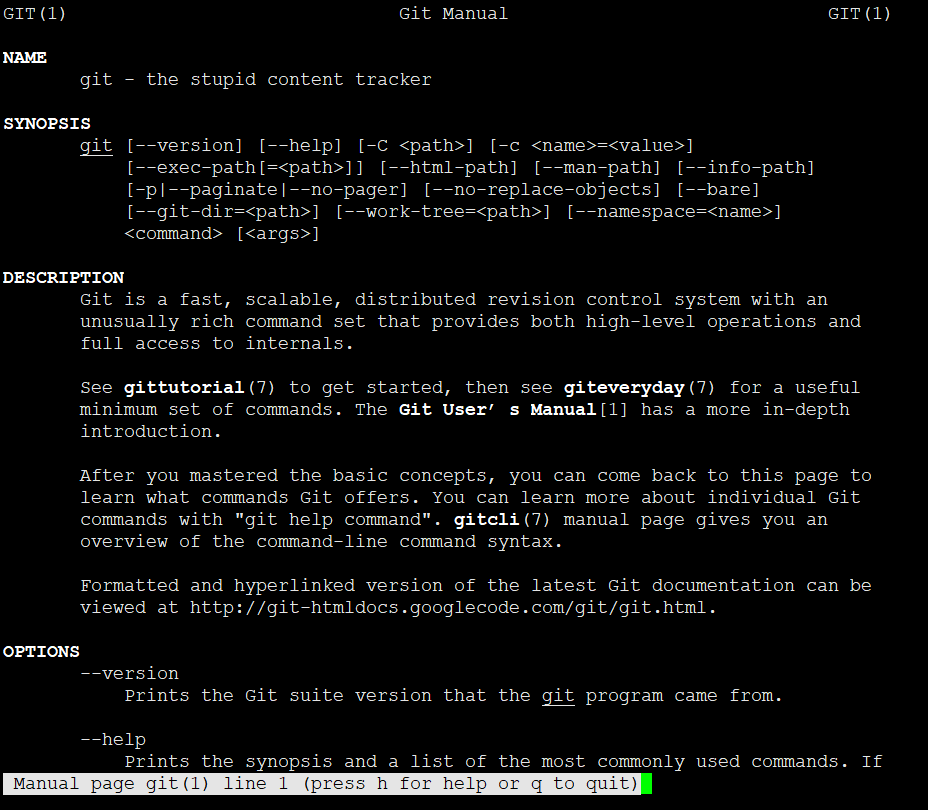 GIT(1) Git Manual GIT(1)
NAME
git - the stupid content tracker
SYNOPSIS
git [--version] [--help] [-C <path>] [-c <name>=<value>]
[--exec-path[=<path>]] [--html-path] [--man-path] [--info-path]
[-p|--paginate|--no-pager] [--no-replace-objects] [--bare]
[--git-dir=<path>] [--work-tree=<path>] [--namespace=<name>]
<command> [<args>]
DESCRIPTION
Git is a fast, scalable, distributed revision control system with an
unusually rich command set that provides both high-level operations and
full access to internals.
See gittutorial(7) to get started, then see giteveryday(7) for a useful
minimum set of commands. The Git User’ s Manual[1] has a more in-depth
introduction.
After you mastered the basic concepts, you can come back to this page to
learn what commands Git offers. You can learn more about individual Git
commands with "git help command". gitcli(7) manual page gives you an
overview of the command-line command syntax.
Formatted and hyperlinked version of the latest Git documentation can be
viewed at http://git-htmldocs.googlecode.com/git/git.html.
OPTIONS
--version
Prints the Git suite version that the git program came from.
--help
Prints the synopsis and a list of the most commonly used commands. If
Manual page git(1) line 1 (press h for help or q to quit)